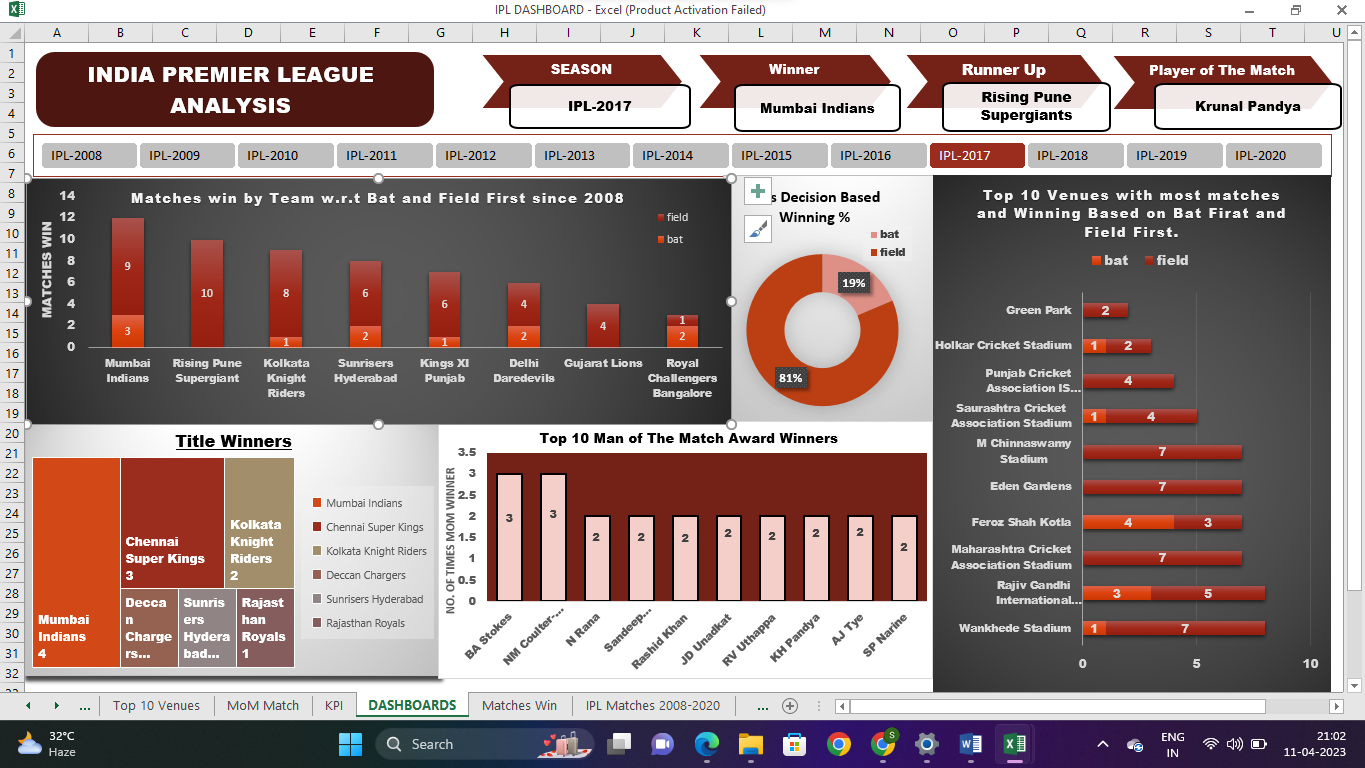 IPL DASHBOARD - Excel (Product Activation Failed)
A B C D E F G H I J K L M N O P Q R S T U
1
2
3
4
5
6
7
8
9
10
11
12
13
14
15
16
17
18
19
20
21
22
23
24
25
26
27
28
29
30
31
32
INDIA PREMIER LEAGUE
ANALYSIS
SEASON
IPL-2017
Winner
Mumbai Indians
Runner Up
Rising Pune
Supergiants
Player of The Match
Krunal Pandya
IPL-2008 IPL-2009 IPL-2010 IPL-2011 IPL-2012 IPL-2013 IPL-2014 IPL-2015 IPL-2016 IPL-2017 IPL-2018 IPL-2019 IPL-2020
Matches win by Team w.r.t Bat and Field First since 2008
MATCHES WIN
14
12
10
8
6
4
2
0
field
bat
9
3
10
8
1
6
2
6
1
4
2
4
1
2
Mumbai
Indians
Rising Pune
Supergiant
Kolkata
Knight
Riders
Sunrisers
Hyderabad
Kings XI
Punjab
Delhi
Daredevils
Gujarat Lions
Royal
Challengers
Bangalore
s Decision Based
Winning %
bat
field
19%
81%
Top 10 Venues with most matches
and Winning Based on Bat Firat and
Field First.
bat field
Green Park
2
Holkar Cricket Stadium
1 2
Punjab Cricket
Association IS...
4
Saurashtra Cricket
Association Stadium
1 4
M Chinnaswamy
Stadium
7
Eden Gardens
7
Feroz Shah Kotla
4 3
Maharashtra Cricket
Association Stadium
7
Rajiv Gandhi
International...
3 5
Wankhede Stadium
1 7
0 5 10
Title Winners
Mumbai
Indians
4
Chennai
Super Kings
3
Kolkata
Knight
Riders
2
Decca
n
Charge
rs...
Sunris
ers
Hydera
bad...
Rajast
han
Royals
1
Mumbai Indians
Chennai Super Kings
Kolkata Knight Riders
Deccan Chargers
Sunrisers Hyderabad
Rajasthan Royals
Top 10 Man of The Match Award Winners
NO. OF TIMES MOM WINNER
3.5
3
2.5
2
1.5
1
0.5
0
3 3 2 2 2 2 2 2 2 2
BA Stokes
NM Coulter-...
N Rana
Sandeep...
Rashid Khan
JD Unadkat
RV Uthappa
KH Pandya
AJ Tye
SP Narine
... Top 10 Venues MoM Match KPI DASHBOARDS Matches Win IPL Matches 2008-2020 ...
32°C
Haze
Search
S
ENG
IN
21:02
11-04-2023